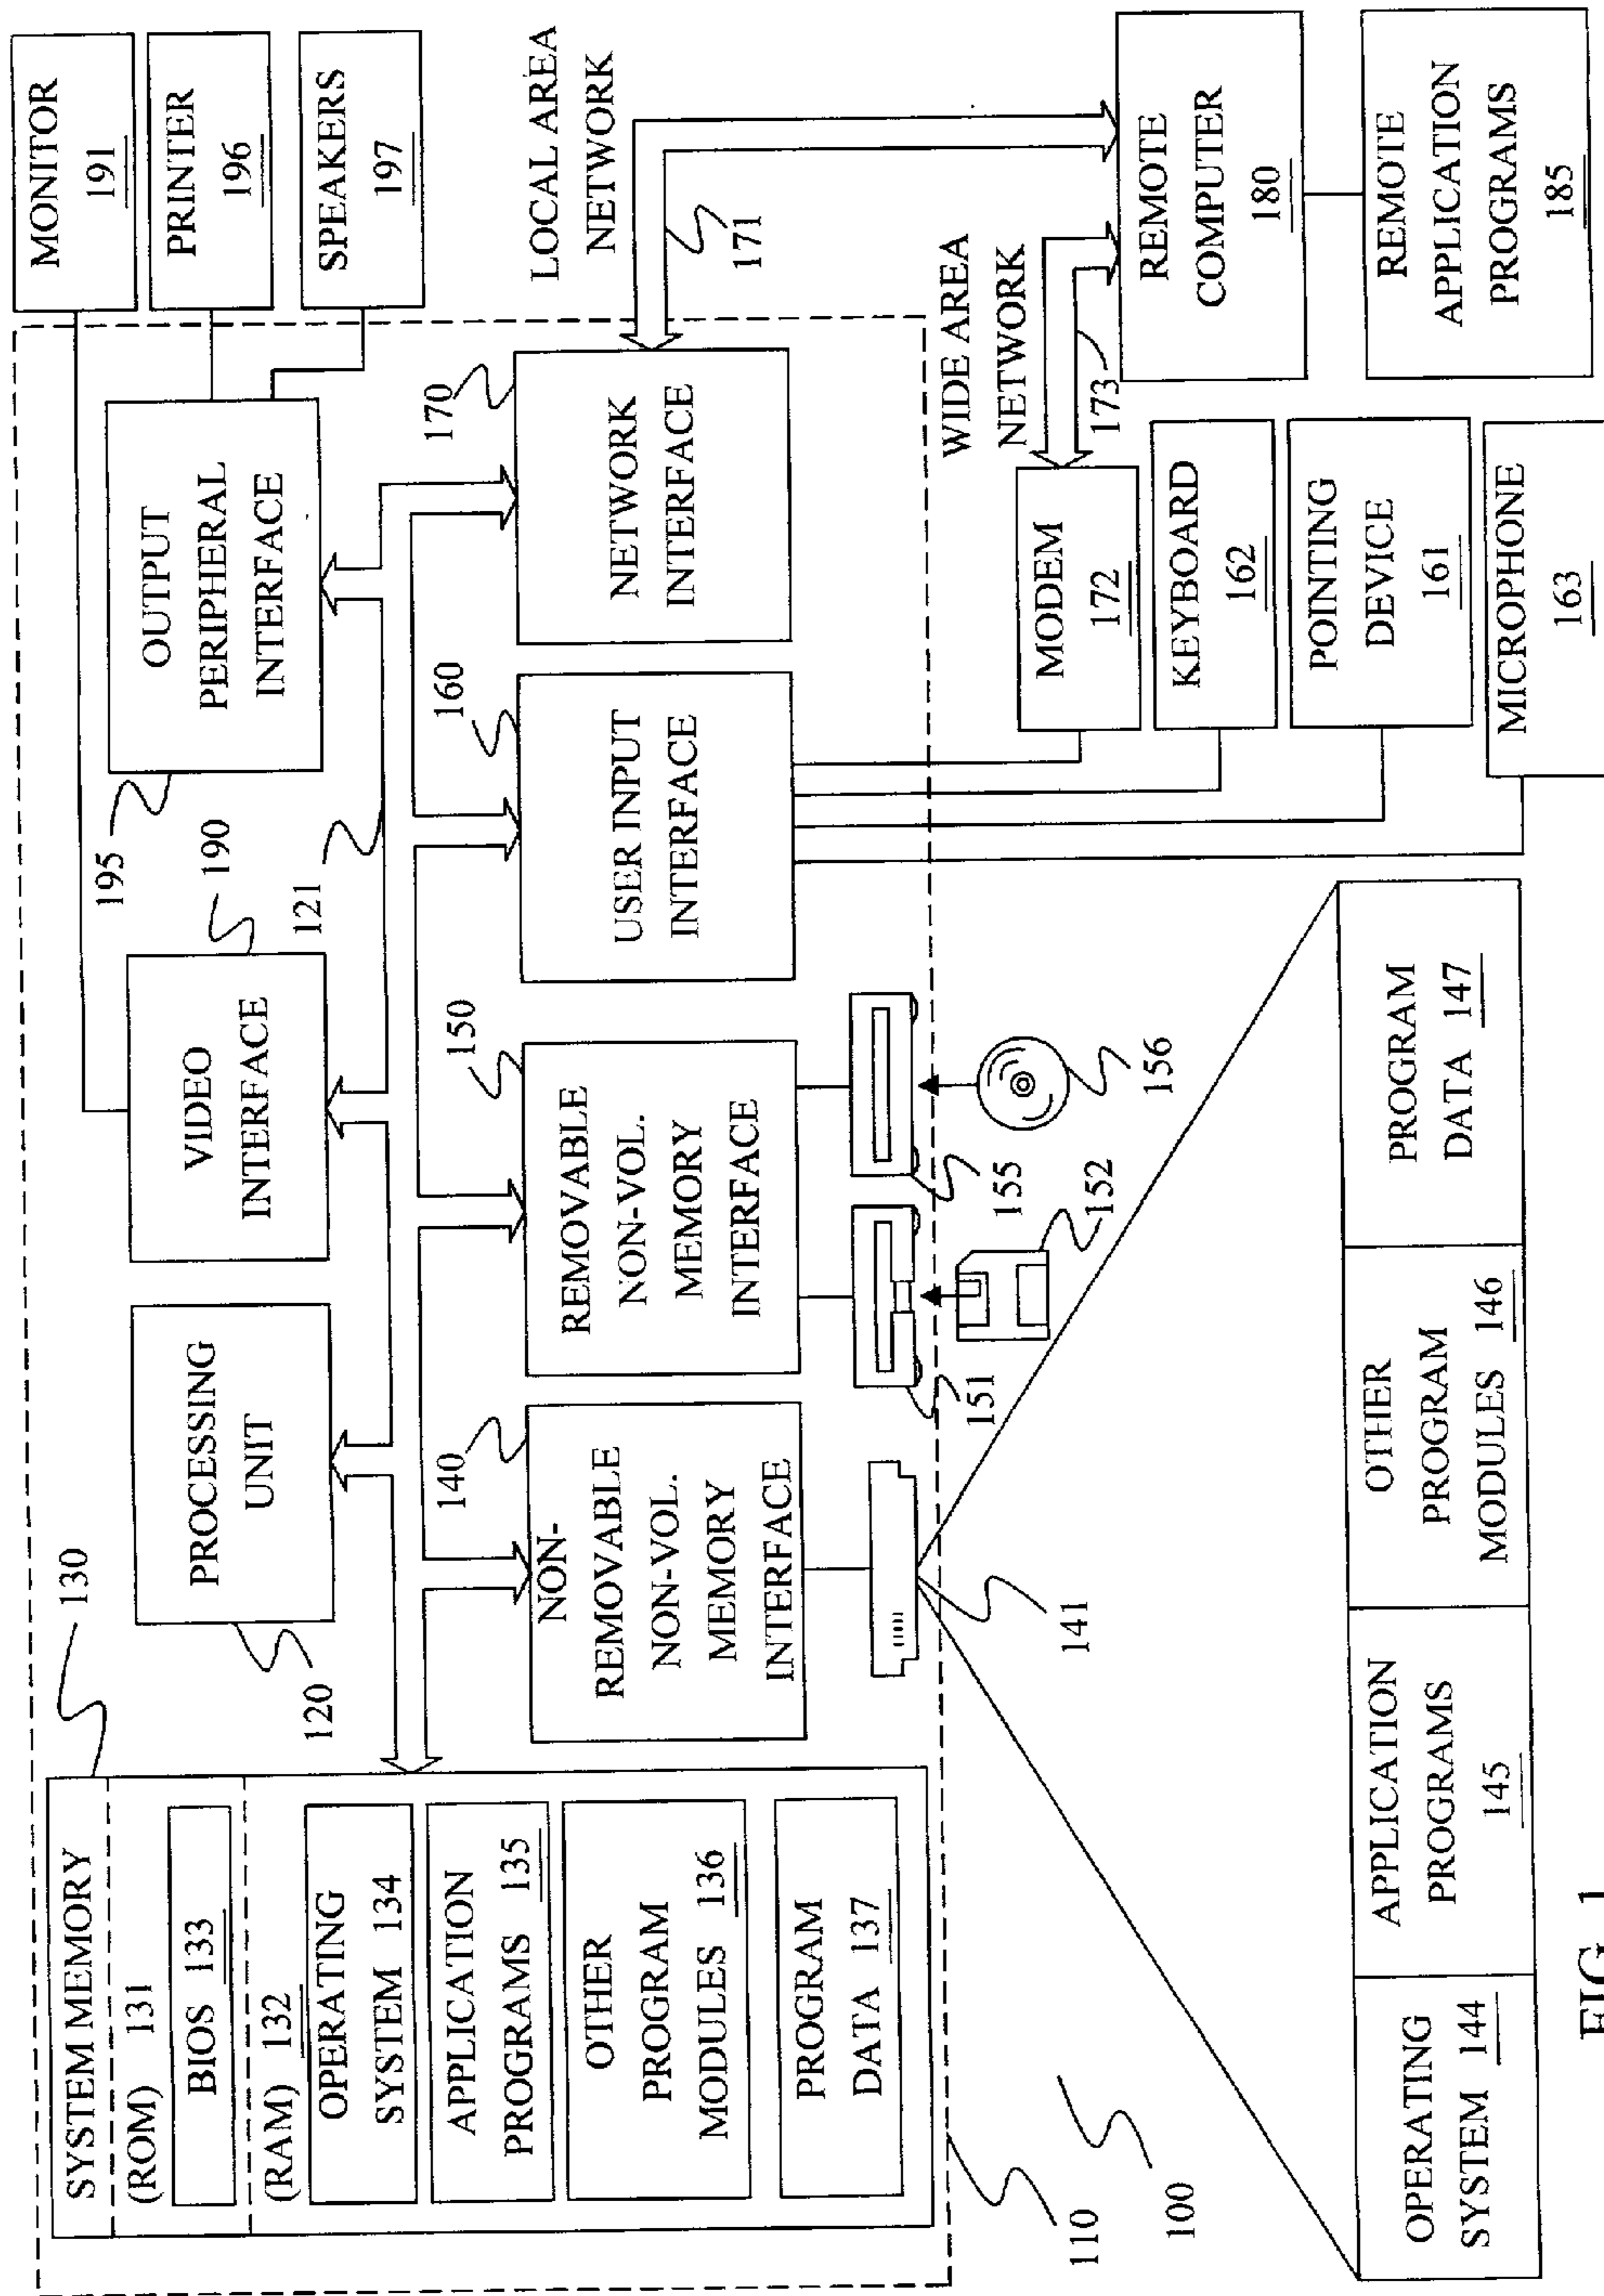 SYSTEM MEMORY
(ROM) 131
BIOS 133
(RAM) 132
OPERATING
SYSTEM 134
APPLICATION
PROGRAMS 135
OTHER
PROGRAM
MODULES 136
PROGRAM
DATA 137
130
PROCESSING
UNIT
120
VIDEO
INTERFACE
190
121
OUTPUT
PERIPHERAL
INTERFACE
195
MONITOR
191
PRINTER
196
SPEAKERS
197
NON-
REMOVABLE
NON-VOL.
MEMORY
INTERFACE
140
REMOVABLE
NON-VOL.
MEMORY
INTERFACE
150
USER INPUT
INTERFACE
160
NETWORK
INTERFACE
170
LOCAL AREA
NETWORK
171
141
151
152
155
156
WIDE AREA
NETWORK
173
MODEM
172
KEYBOARD
162
POINTING
DEVICE
161
MICROPHONE
163
REMOTE
COMPUTER
180
REMOTE
APPLICATION
PROGRAMS
185
110
100
OPERATING
SYSTEM 144
APPLICATION
PROGRAMS
145
OTHER
PROGRAM
MODULES 146
PROGRAM
DATA 147
FIG. 1